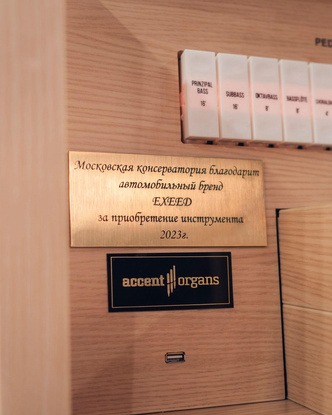 PED
PRINCIPAL
BASS
16'
SUBBASS
16'
OKTAVBASS
8'
BASSFLÖTE
8'
Московская консерватория благодарит
автомобильный бренд
EXEED
за приобретение инструмента
2023г.
accent organs